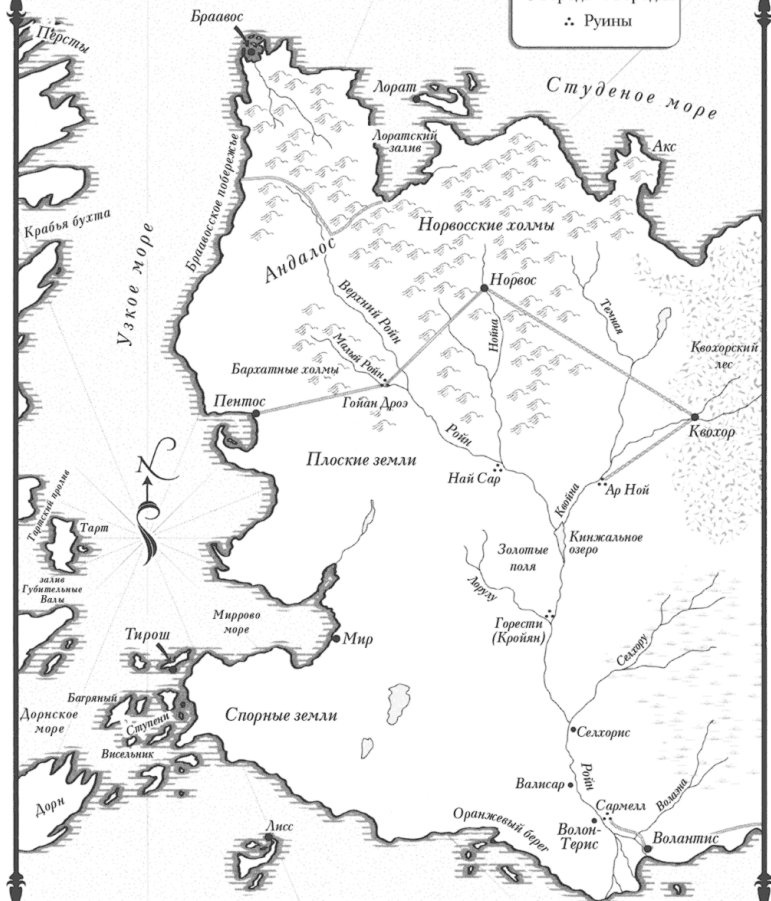 Руины
Браавос
Персты
Лорат
Студеное море
Лоратский
залив
Акс
Браавосское побережье
Крабья бухта
Узкое море
Норвосские холмы
Андалос
Норвос
Верхний Ройн
Темная
Нойна
Малый Ройн
Квохорский
лес
Бархатные холмы
Пентос
Гойан Дроэ
Квохор
Ройн
Плоские земли
Най Сар
Ар Ной
Квойна
Тартский пролив
Тарт
Кинжальное
озеро
Золотые
поля
залив
Губительные
Валы
Лорулу
Миррово
море
Горести
(Кройян)
Тирош
Мир
Селхору
Багряный
Дорнское
море
Ступени
Спорные земли
Селхорис
Висельник
Ройн
Валисар
Волаэна
Дорн
Сармелл
Оранжевый берег
Лисс
Волон-
Терис
Волантис